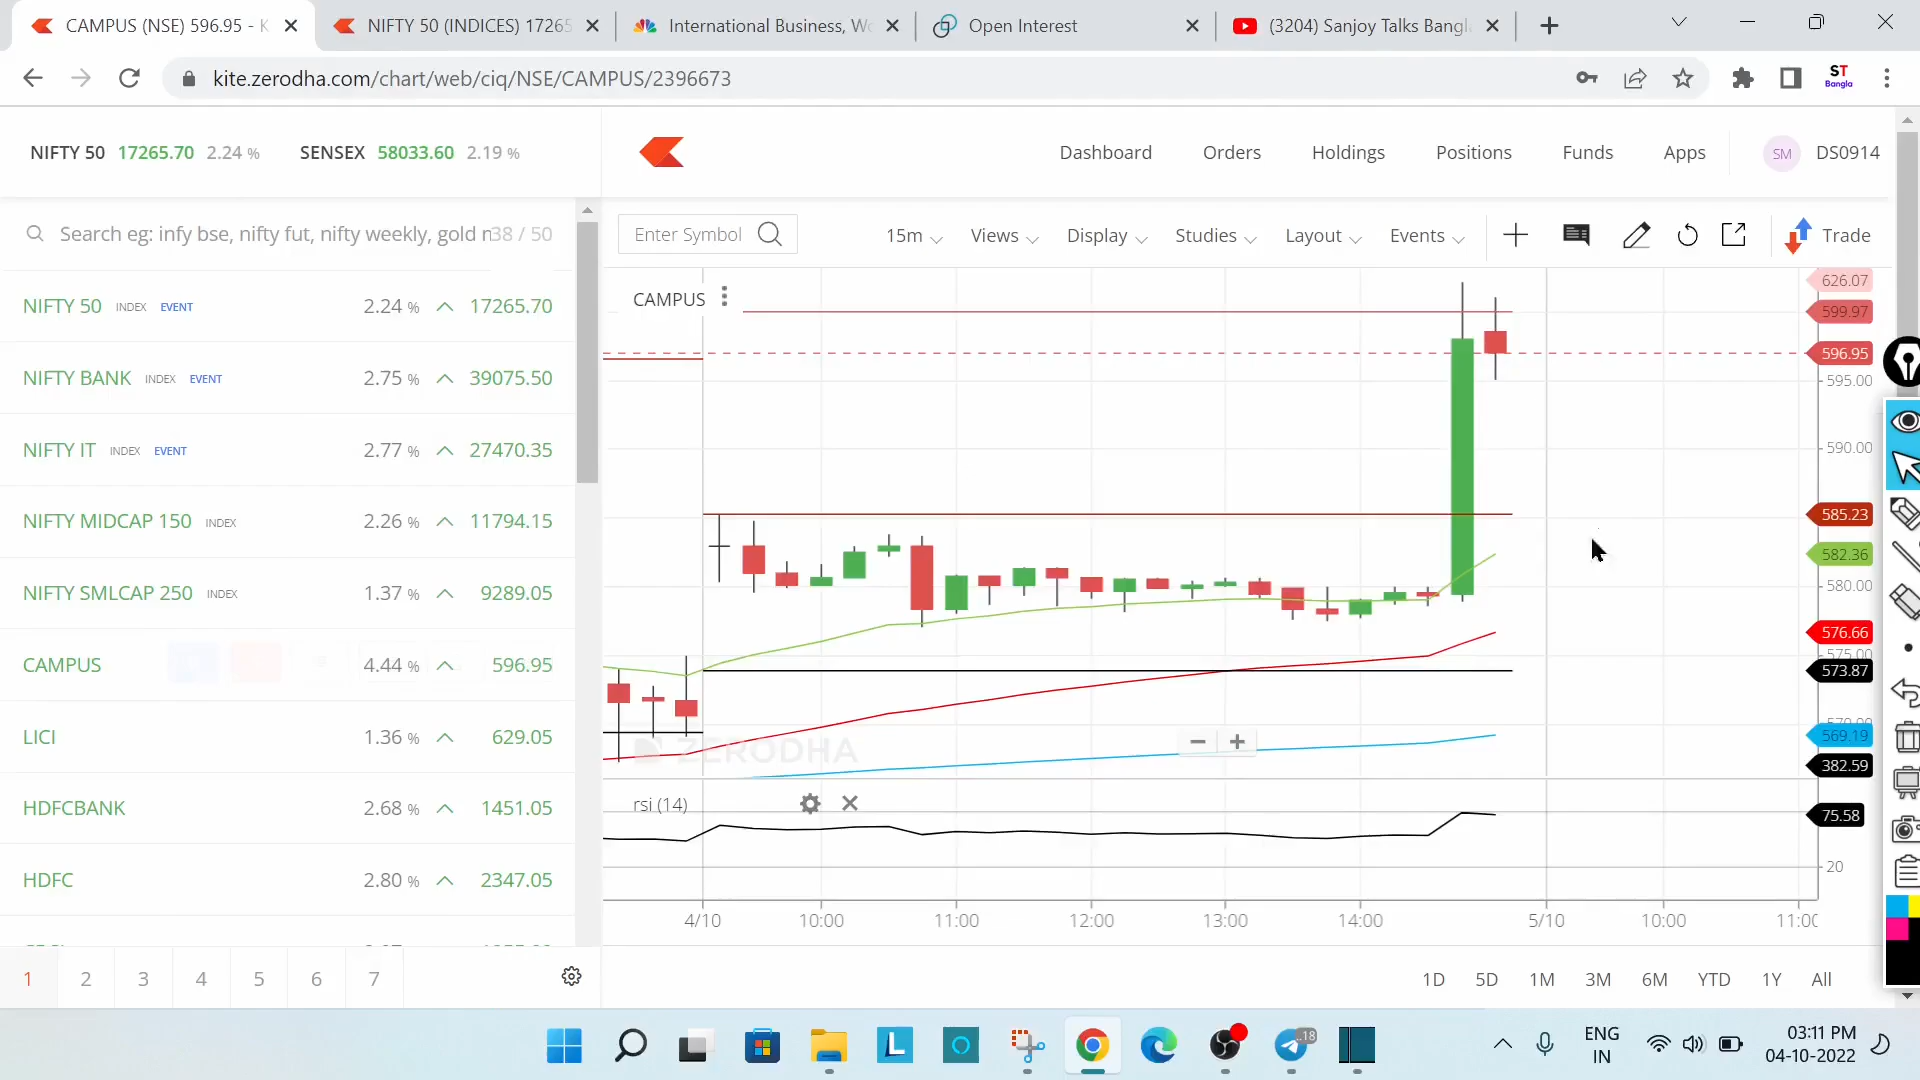 CAMPUS (NSE) 596.95 - K
NIFTY 50 (INDICES) 17265
International Business, Wo
Open Interest
(3204) Sanjoy Talks Bangl
kite.zerodha.com/chart/web/ciq/NSE/CAMPUS/2396673
ST
Bangla
NIFTY 50 17265.70 2.24 % SENSEX 58033.60 2.19 %
Dashboard Orders Holdings Positions Funds Apps SM DS0914
Search eg: infy bse, nifty fut, nifty weekly, gold 38 / 50
Enter Symbol 15m Views Display Studies Layout Events Trade
NIFTY 50 INDEX EVENT 2.24 % 17265.70
NIFTY BANK INDEX EVENT 2.75 % 39075.50
NIFTY IT INDEX EVENT 2.77 % 27470.35
NIFTY MIDCAP 150 INDEX 2.26 % 11794.15
NIFTY SMLCAP 250 INDEX 1.37 % 9289.05
CAMPUS 4.44 % 596.95
LICI 1.36 % 629.05
HDFCBANK 2.68 % 1451.05
HDFC 2.80 % 2347.05
1 2 3 4 5 6 7
CAMPUS
626.07
599.97
596.95
595.00
590.00
585.23
582.36
580.00
576.66
575.00
573.87
570.00
569.19
382.59
ZERODHA
rsi (14)
75.58
20
4/10 10:00 11:00 12:00 13:00 14:00 5/10 10:00 11:00
1D 5D 1M 3M 6M YTD 1Y All
18
ENG
IN
03:11 PM
04-10-2022